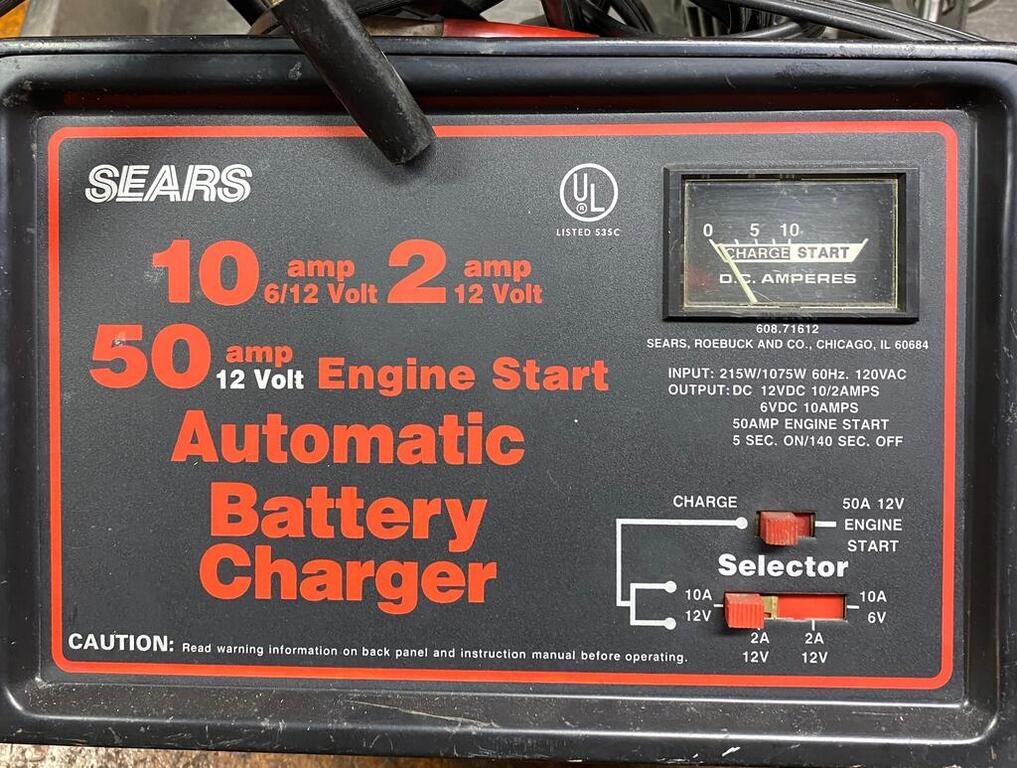 SEARS
UL
®
LISTED 535C
10 amp 6/12 Volt 2 amp 12 Volt
50 amp 12 Volt Engine Start
Automatic
Battery
Charger
0 5 10
CHARGE START
D.C. AMPERES
608.71612
SEARS, ROEBUCK AND CO., CHICAGO, IL 60684
INPUT: 215W/1075W 60Hz. 120VAC
OUTPUT: DC 12VDC 10/2AMPS
6VDC 10AMPS
50AMP ENGINE START
5 SEC. ON/140 SEC. OFF
CHARGE
50A 12V
ENGINE
START
Selector
10A
12V
10A
6V
2A
12V
2A
12V
CAUTION: Read warning information on back panel and instruction manual before operating.